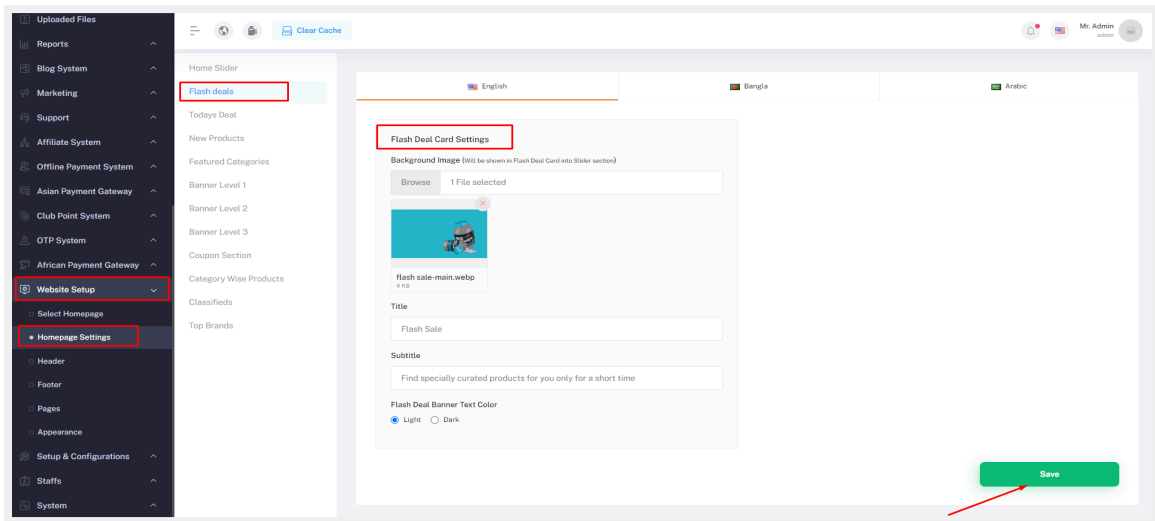 Uploaded Files
Reports
Blog System
Marketing
Support
Affiliate System
Offline Payment System
Asian Payment Gateway
Club Point System
OTP System
African Payment Gateway
Website Setup
Select Homepage
Homepage Settings
Header
Footer
Pages
Appearance
Setup & Configurations
Staffs
System
Clear Cache
Mr. Admin
admin
Home Slider
Flash deals
Todays Deal
New Products
Featured Categories
Banner Level 1
Banner Level 2
Banner Level 3
Coupon Section
Category Wise Products
Classifieds
Top Brands
English
Bangla
Arabic
Flash Deal Card Settings
Background Image (Will be shown in Flash Deal Card into Slider section)
Browse 1 File selected
flash sale-main.webp
4 KB
Title
Flash Sale
Subtitle
Find specially curated products for you only for a short time
Flash Deal Banner Text Color
Light Dark
Save